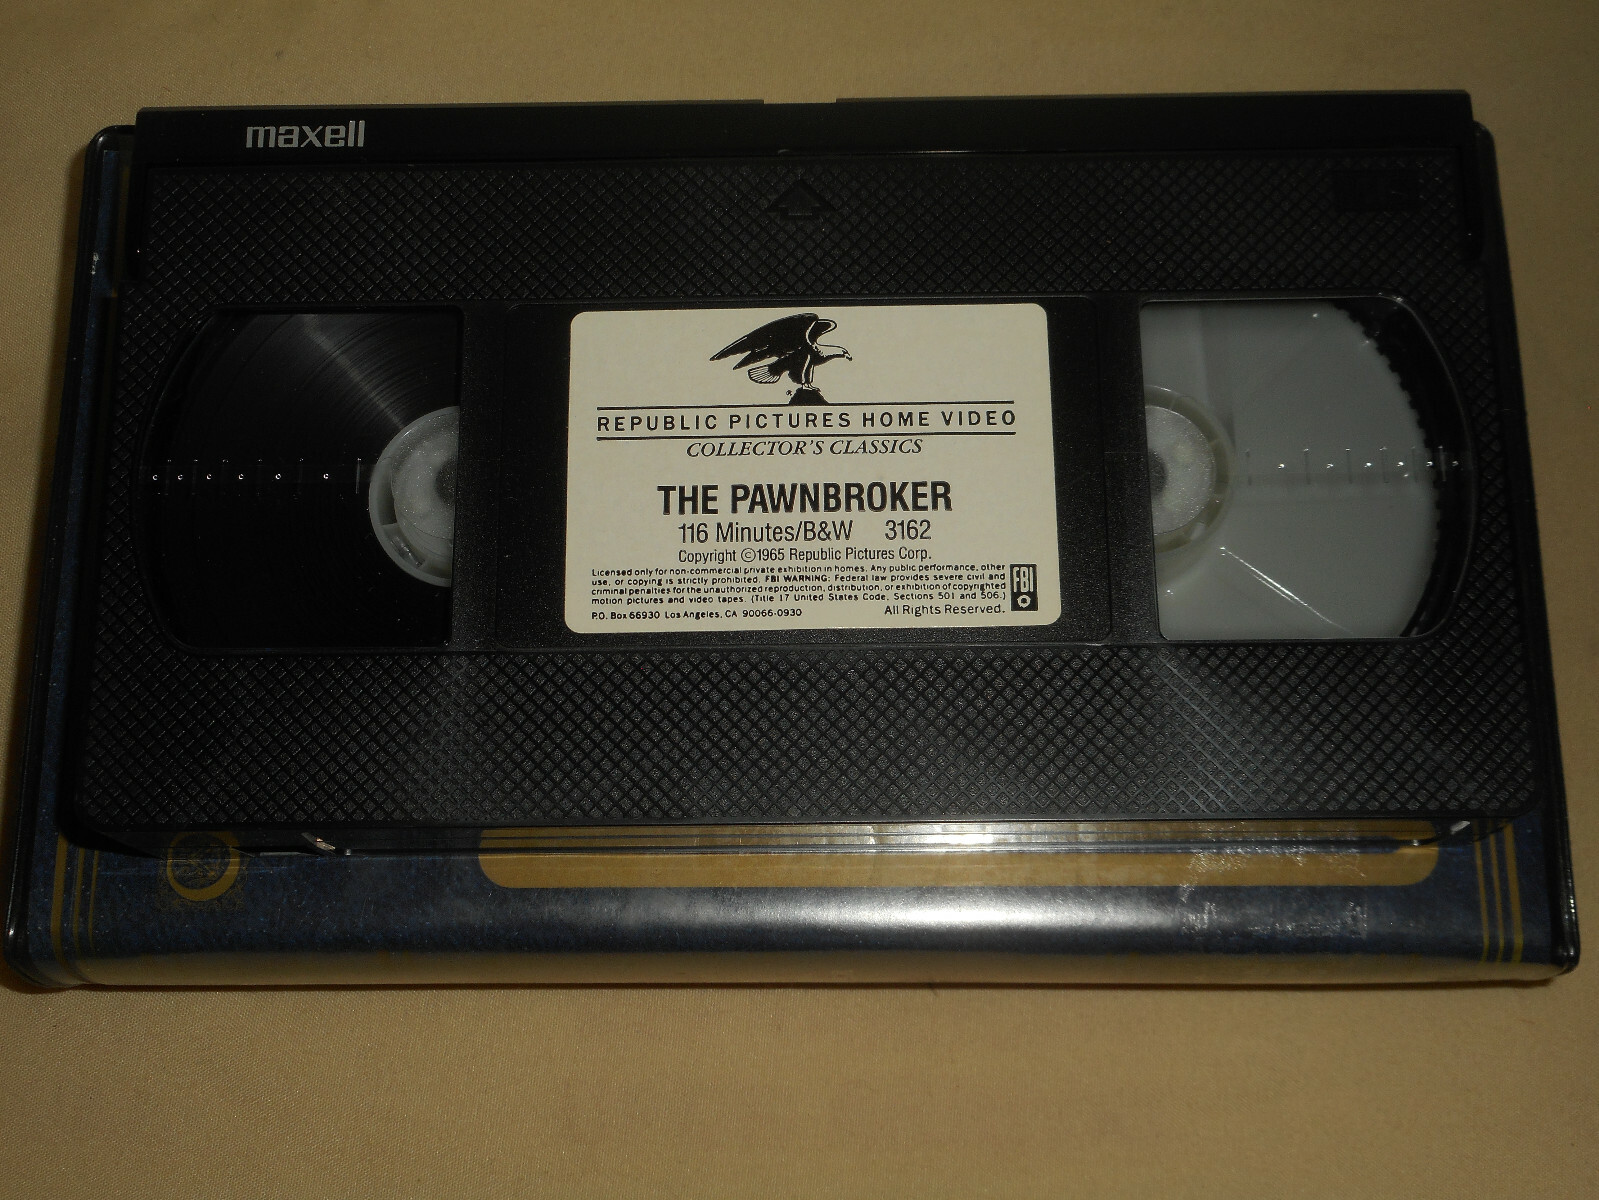 maxell
REPUBLIC PICTURES HOME VIDEO
COLLECTOR'S CLASSICS
THE PAWNBROKER
116 Minutes/B&W 3162
Copyright ©1965 Republic Pictures Corp.
Licensed only for non-commercial private exhibition in homes. Any public performance, other
use, or copying is strictly prohibited. FBI WARNING: Federal law provides severe civil and
criminal penalties for the unauthorized reproduction, distribution, or exhibition of copyrighted
motion pictures and video tapes. (Title 17 United States Code, Sections 501 and 506.)
FBI
P.O. Box 66930 Los Angeles, CA 90066-0930 All Rights Reserved.